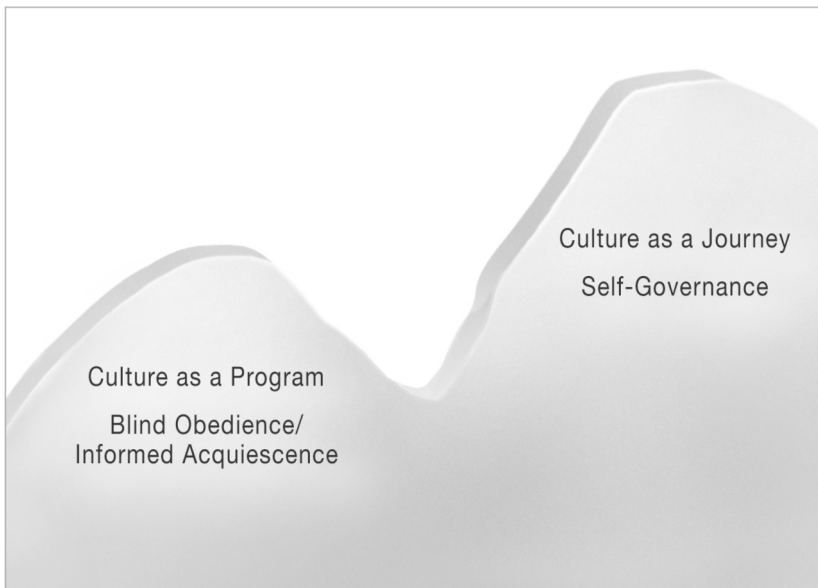 Culture as a Program
Blind Obedience/
Informed Acquiescence
Culture as a Journey
Self-Governance